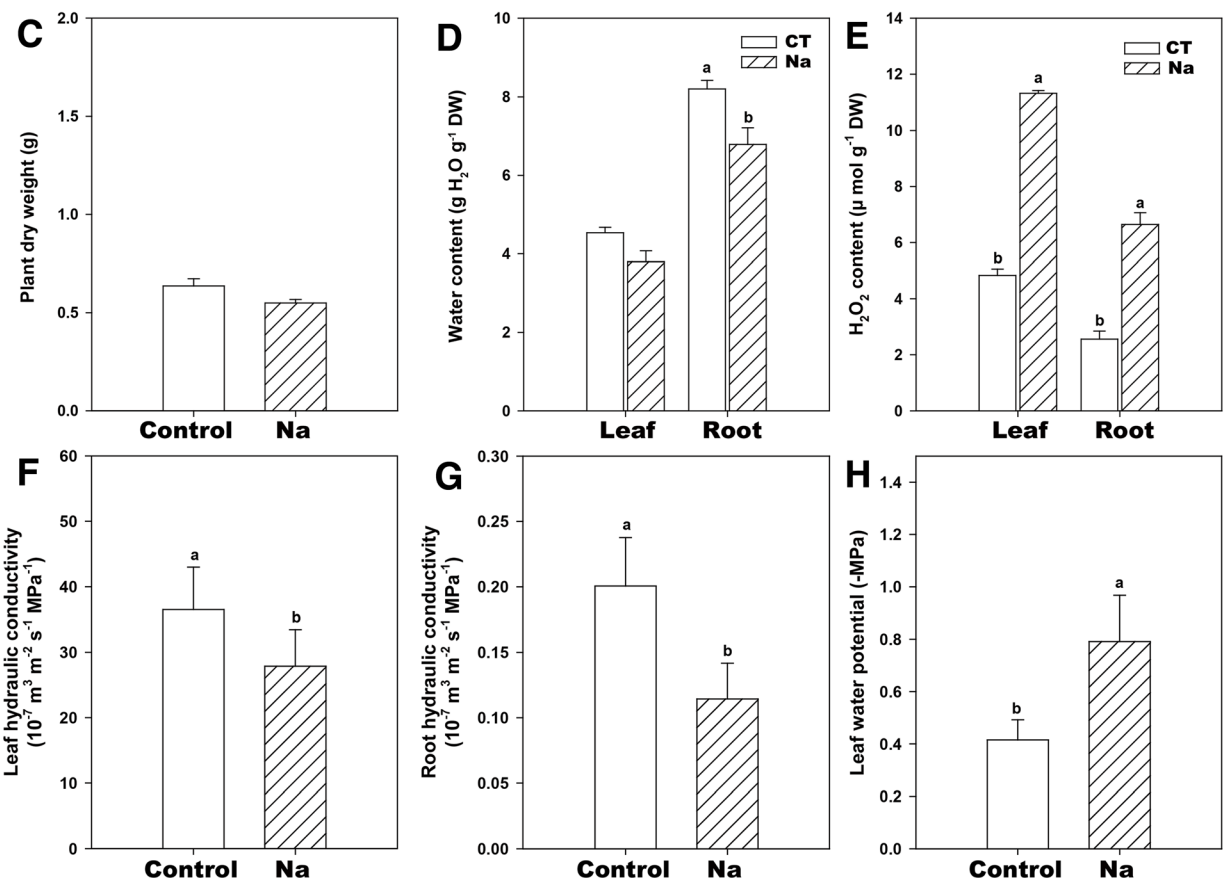 C
Plant dry weight (g)
2.0
1.5
1.0
0.5
0.0
Control Na
D
Water content (g H₂O g⁻¹ DW)
10
8
6
4
2
0
CT
Na
a
b
Leaf Root
E
H₂O₂ content (µ mol g⁻¹ DW)
14
12
10
8
6
4
2
0
CT
Na
b
a
b
a
Leaf Root
F
Leaf hydraulic conductivity
(10⁻⁷ m³ m⁻² s⁻¹ MPa⁻¹)
60
50
40
30
20
10
0
a
b
Control Na
G
Root hydraulic conductivity
(10⁻⁷ m³ m⁻² s⁻¹ MPa⁻¹)
0.30
0.25
0.20
0.15
0.10
0.05
0.00
a
b
Control Na
H
Leaf water potential (-MPa)
1.4
1.2
1.0
0.8
0.6
0.4
0.2
0.0
b
a
Control Na